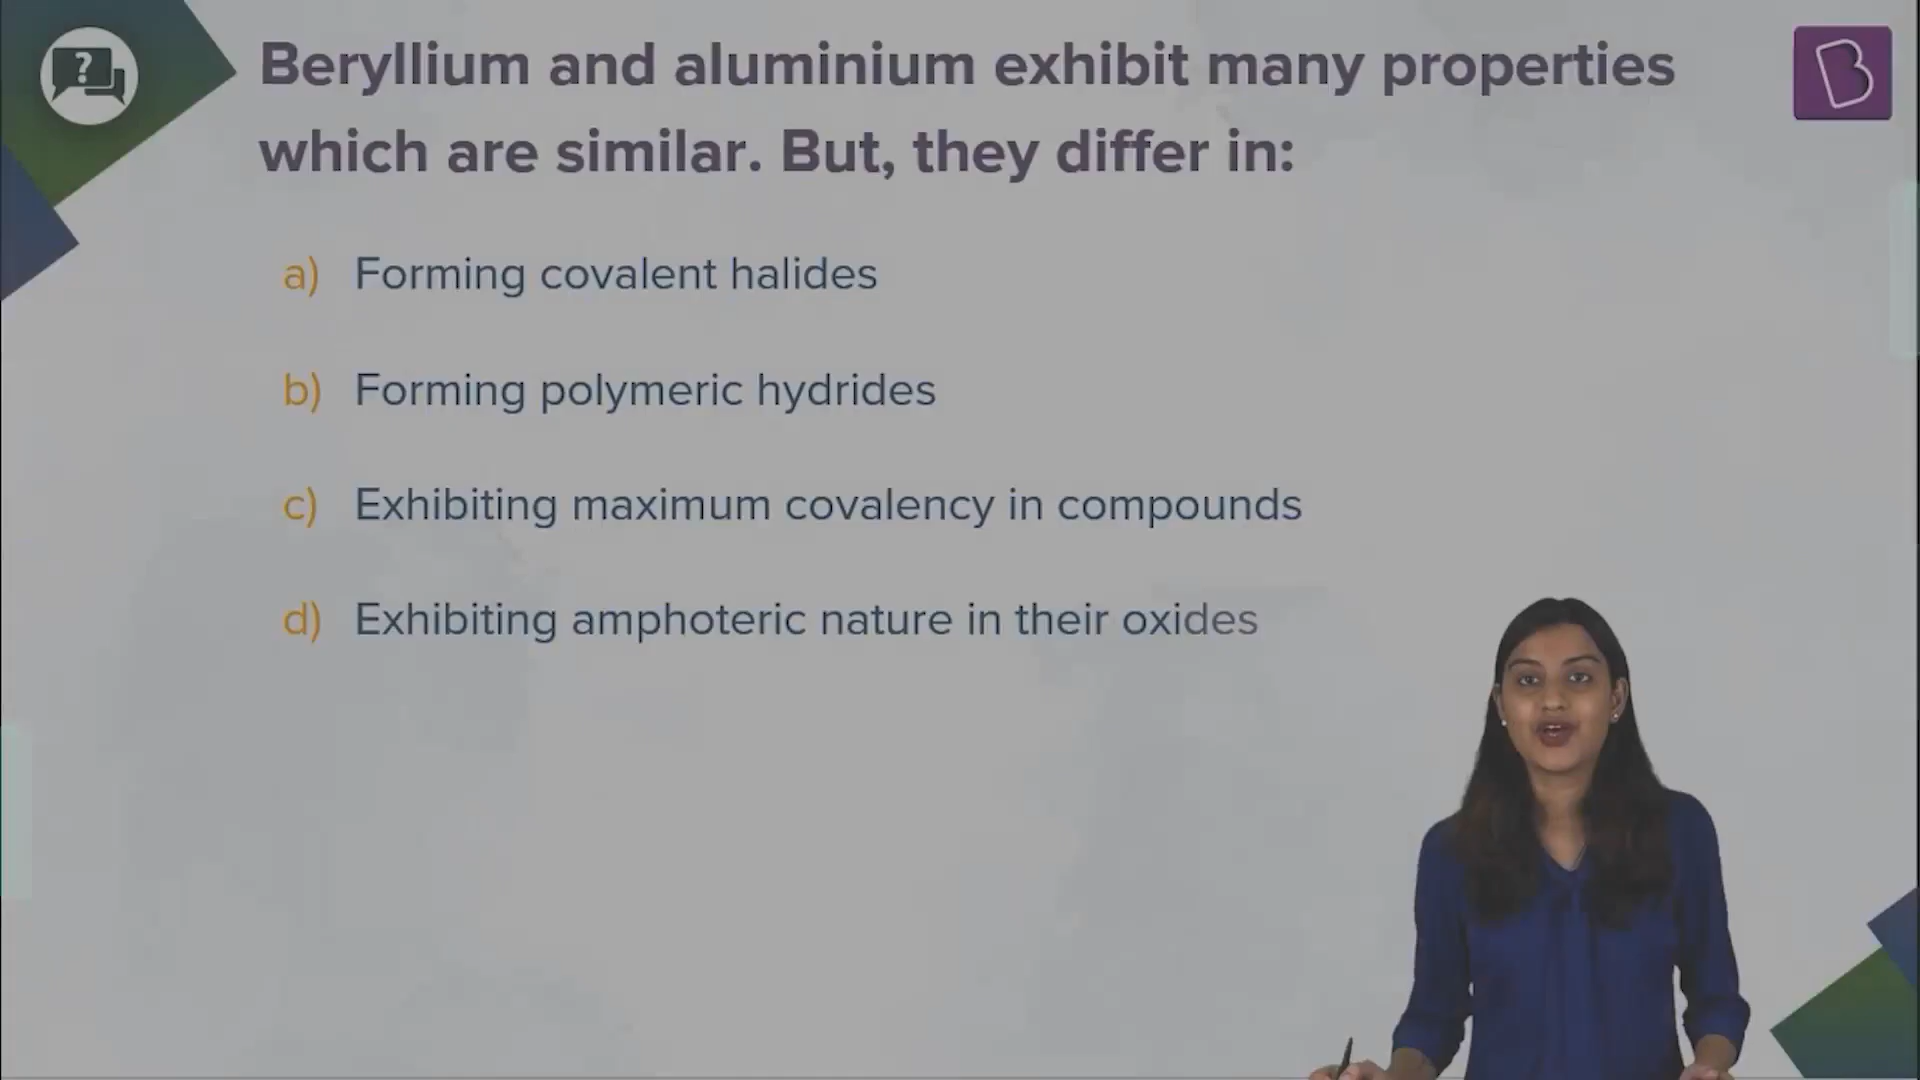 ?
Beryllium and aluminium exhibit many properties
which are similar. But, they differ in:
B
a) Forming covalent halides
b) Forming polymeric hydrides
c) Exhibiting maximum covalency in compounds
d) Exhibiting amphoteric nature in their oxides